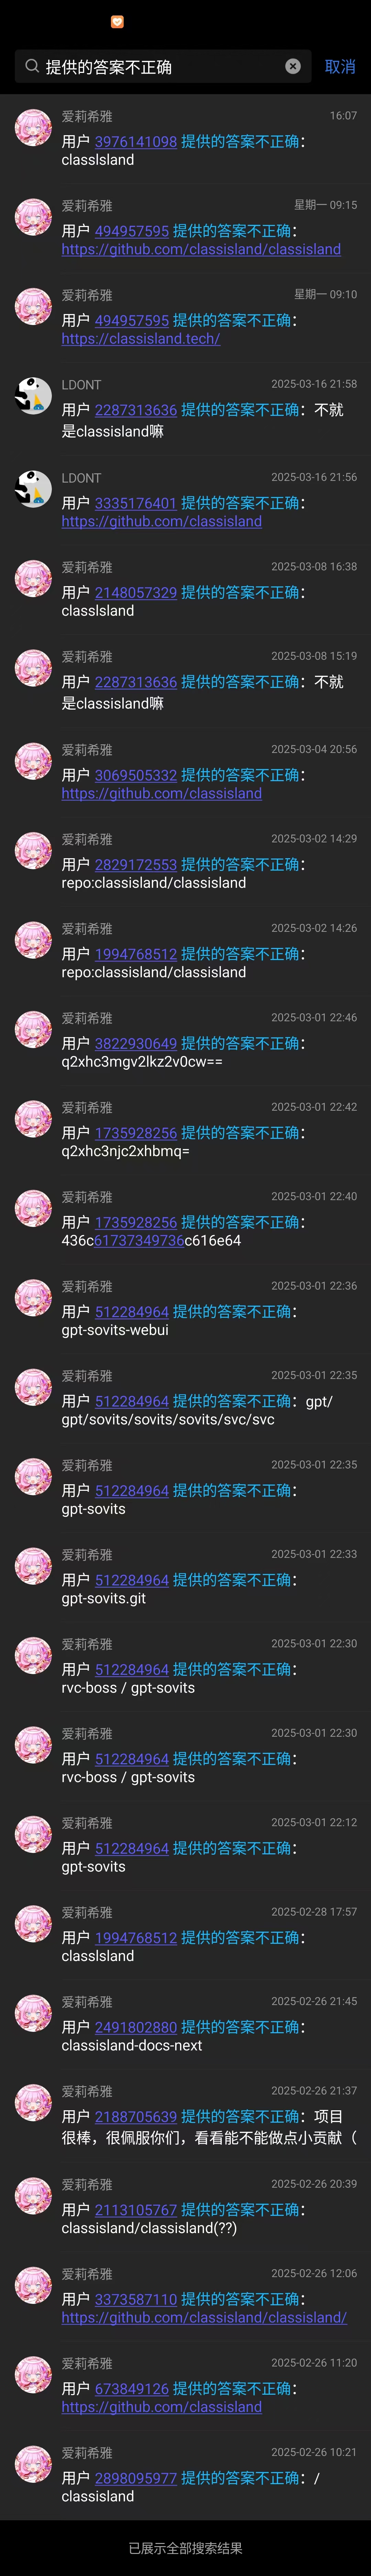 提供的答案不正确
取消
爱莉希雅
16:07
用户 3976141098 提供的答案不正确：
classlsland
爱莉希雅
星期一 09:15
用户 494957595 提供的答案不正确：
https://github.com/classisland/classisland
爱莉希雅
星期一 09:10
用户 494957595 提供的答案不正确：
https://classisland.tech/
LDONT
2025-03-16 21:58
用户 2287313636 提供的答案不正确：不就
是classisland嘛
LDONT
2025-03-16 21:56
用户 3335176401 提供的答案不正确：
https://github.com/classisland
爱莉希雅
2025-03-08 16:38
用户 2148057329 提供的答案不正确：
classlsland
爱莉希雅
2025-03-08 15:19
用户 2287313636 提供的答案不正确：不就
是classisland嘛
爱莉希雅
2025-03-04 20:56
用户 3069505332 提供的答案不正确：
https://github.com/classisland
爱莉希雅
2025-03-02 14:29
用户 2829172553 提供的答案不正确：
repo:classisland/classisland
爱莉希雅
2025-03-02 14:26
用户 1994768512 提供的答案不正确：
repo:classisland/classisland
爱莉希雅
2025-03-01 22:46
用户 3822930649 提供的答案不正确：
q2xhc3mgv2lkz2v0cw==
爱莉希雅
2025-03-01 22:42
用户 1735928256 提供的答案不正确：
q2xhc3njc2xhbmq=
爱莉希雅
2025-03-01 22:40
用户 1735928256 提供的答案不正确：
436c61737349736c616e64
爱莉希雅
2025-03-01 22:36
用户 512284964 提供的答案不正确：
gpt-sovits-webui
爱莉希雅
2025-03-01 22:35
用户 512284964 提供的答案不正确：gpt/
gpt/sovits/sovits/sovits/svc/svc
爱莉希雅
2025-03-01 22:35
用户 512284964 提供的答案不正确：
gpt-sovits
爱莉希雅
2025-03-01 22:33
用户 512284964 提供的答案不正确：
gpt-sovits.git
爱莉希雅
2025-03-01 22:30
用户 512284964 提供的答案不正确：
rvc-boss / gpt-sovits
爱莉希雅
2025-03-01 22:30
用户 512284964 提供的答案不正确：
rvc-boss / gpt-sovits
爱莉希雅
2025-03-01 22:12
用户 512284964 提供的答案不正确：
gpt-sovits
爱莉希雅
2025-02-28 17:57
用户 1994768512 提供的答案不正确：
classlsland
爱莉希雅
2025-02-26 21:45
用户 2491802880 提供的答案不正确：
classisland-docs-next
爱莉希雅
2025-02-26 21:37
用户 2188705639 提供的答案不正确：项目
很棒，很佩服你们，看看能不能做点小贡献（
爱莉希雅
2025-02-26 20:39
用户 2113105767 提供的答案不正确：
classisland/classisland(??)
爱莉希雅
2025-02-26 12:06
用户 3373587110 提供的答案不正确：
https://github.com/classisland/classisland/
爱莉希雅
2025-02-26 11:20
用户 673849126 提供的答案不正确：
https://github.com/classisland
爱莉希雅
2025-02-26 10:21
用户 2898095977 提供的答案不正确：/
classisland
已展示全部搜索结果